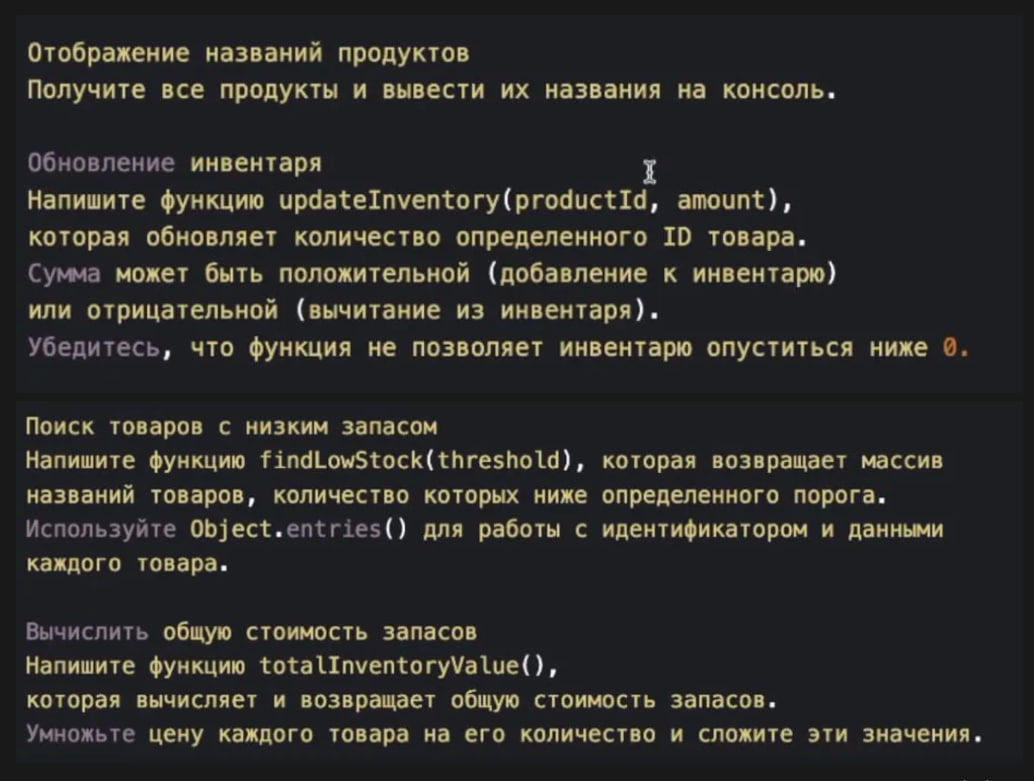 Отображение названий продуктов
Получите все продукты и вывести их названия на консоль.
Обновление инвентаря
Напишите функцию updateInventory(productId, amount),
которая обновляет количество определенного ID товара.
Сумма может быть положительной (добавление к инвентарю)
или отрицательной (вычитание из инвентаря).
Убедитесь, что функция не позволяет инвентарю опуститься ниже 0.
Поиск товаров с низким запасом
Напишите функцию findLowStock(threshold), которая возвращает массив
названий товаров, количество которых ниже определенного порога.
Используйте Object.entries() для работы с идентификатором и данными
каждого товара.
Вычислить общую стоимость запасов
Напишите функцию totalInventoryValue(),
которая вычисляет и возвращает общую стоимость запасов.
Умножьте цену каждого товара на его количество и сложите эти значения.